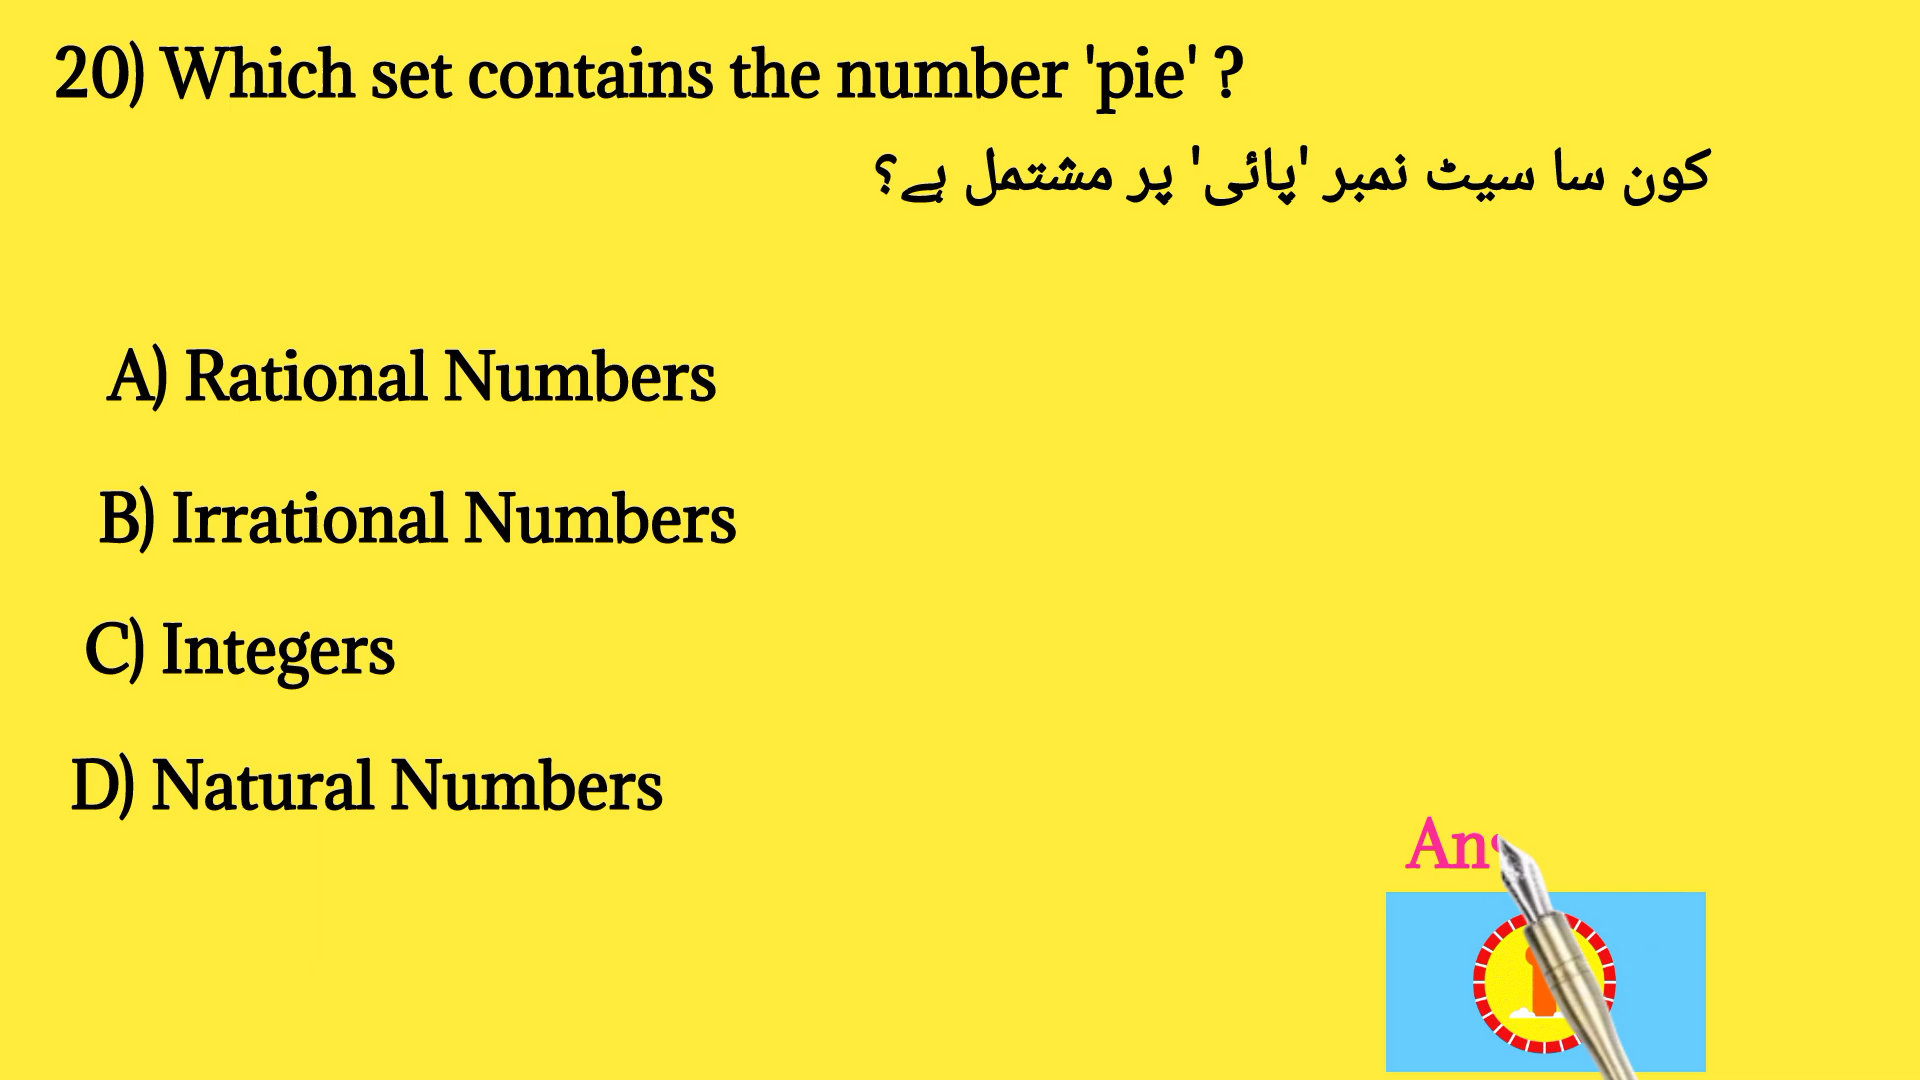 20) Which set contains the number 'pie' ?
کون سا سیٹ نمبر 'پائی' پر مشتمل ہے؟
A) Rational Numbers
B) Irrational Numbers
C) Integers
D) Natural Numbers